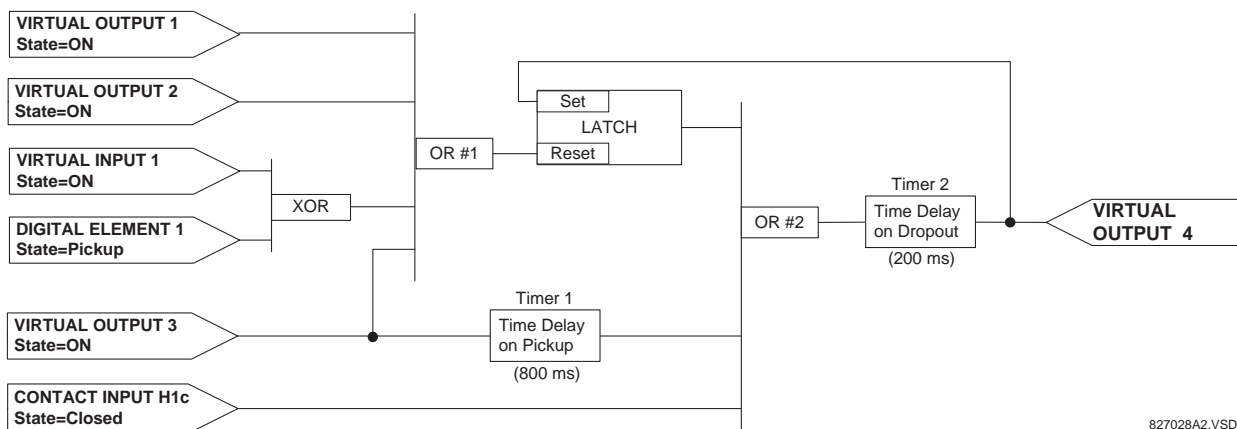 VIRTUAL OUTPUT 1
State=ON
VIRTUAL OUTPUT 2
State=ON
VIRTUAL INPUT 1
State=ON
DIGITAL ELEMENT 1
State=Pickup
VIRTUAL OUTPUT 3
State=ON
CONTACT INPUT H1c
State=Closed
XOR
OR #1
Set
LATCH
Reset
Timer 1
Time Delay
on Pickup
(800 ms)
OR #2
Timer 2
Time Delay
on Dropout
(200 ms)
VIRTUAL
OUTPUT 4
827028A2.VSD